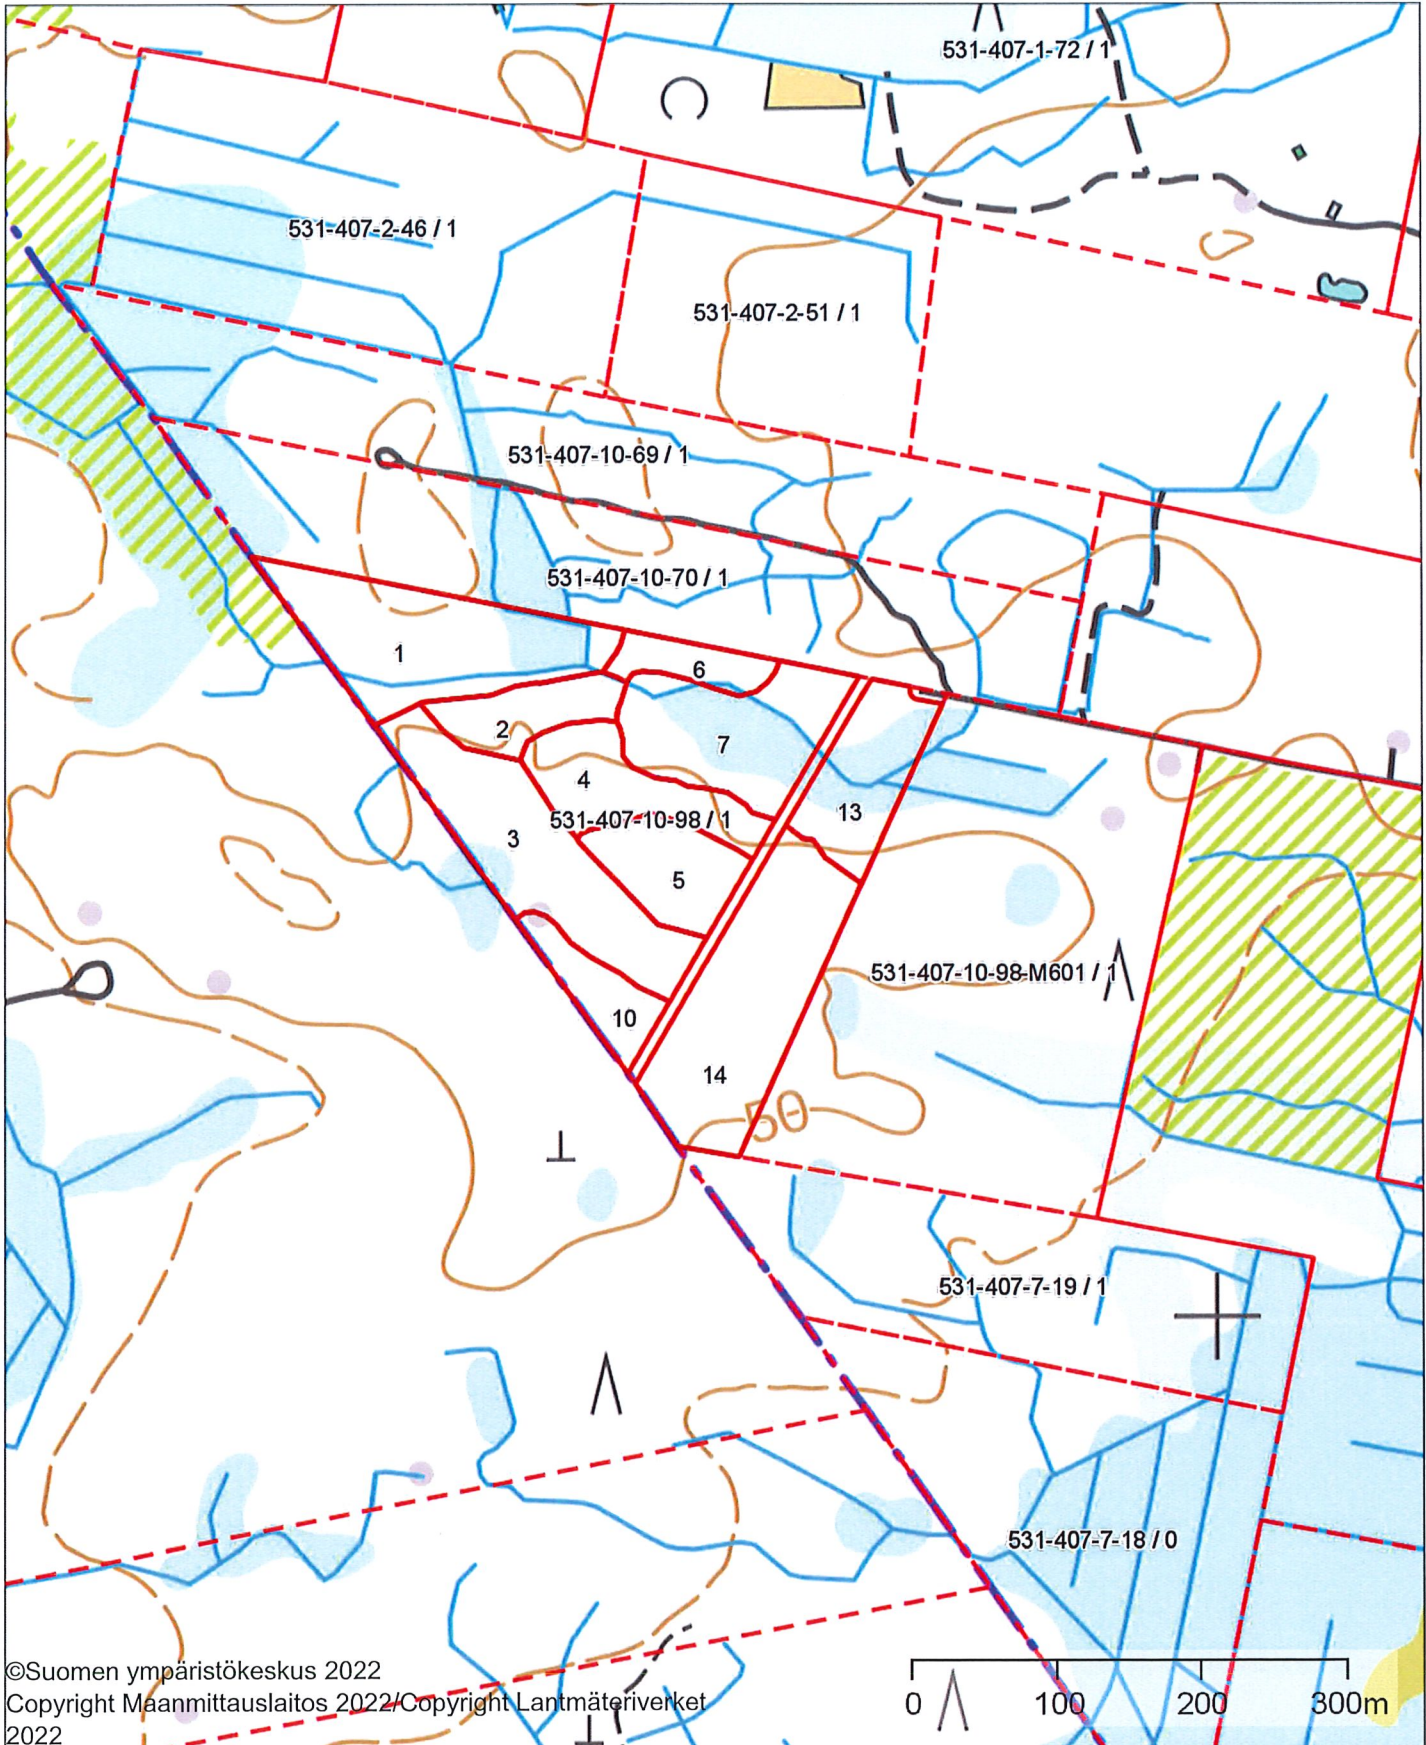 531-407-1-72 / 1
531-407-2-46 / 1
531-407-2-51 / 1
531-407-10-69 / 1
531-407-10-70 / 1
1
6
2
7
4
13
531-407-10-98 / 1
3
5
531-407-10-98-M601 / 1
10
14
50
531-407-7-19 / 1
531-407-7-18 / 0
©Suomen ympäristökeskus 2022
Copyright Maanmittauslaitos 2022/Copyright Lantmäteriverket
2022
0 100 200 300m